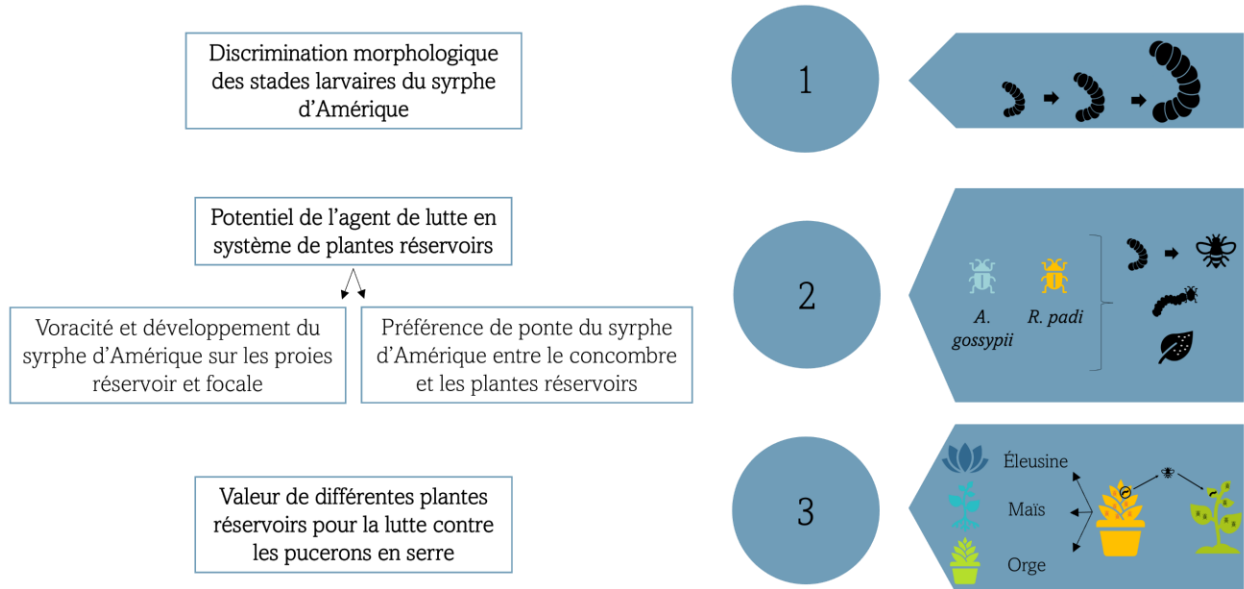 Discrimination morphologique
des stades larvaires du syrphe
d'Amérique
1
Potentiel de l'agent de lutte en
système de plantes réservoirs
Voracité et développement du
syrphe d'Amérique sur les proies
réservoir et focale
Préférence de ponte du syrphe
d'Amérique entre le concombre
et les plantes réservoirs
2
A.
gossypii
R. padi
Valeur de différentes plantes
réservoirs pour la lutte contre
les pucerons en serre
3
Éleusine
Maïs
Orge